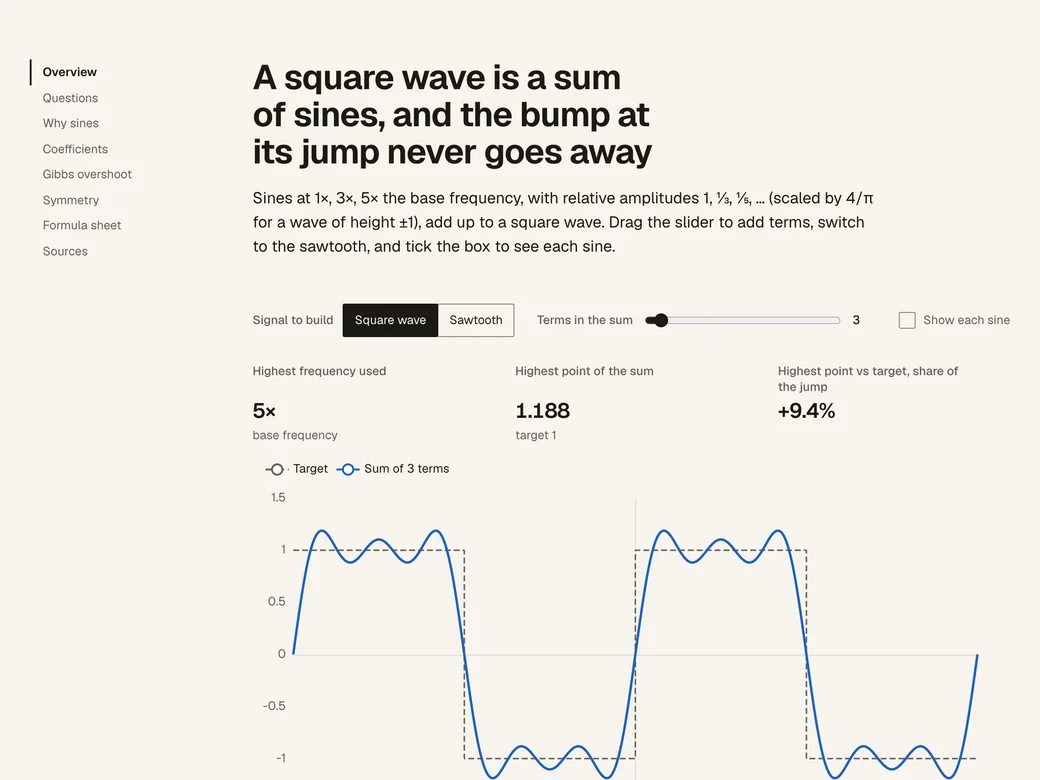 Overview
Questions
Why sines
Coefficients
Gibbs overshoot
Symmetry
Formula sheet
Sources
A square wave is a sum
of sines, and the bump at
its jump never goes away
Sines at 1×, 3×, 5× the base frequency, with relative amplitudes 1, ⅓, ⅕, ... (scaled by 4/π
for a wave of height ±1), add up to a square wave. Drag the slider to add terms, switch
to the sawtooth, and tick the box to see each sine.
Signal to build Square wave Sawtooth Terms in the sum 3 Show each sine
Highest frequency used
5×
base frequency
Highest point of the sum
1.188
target 1
Highest point vs target, share of
the jump
+9.4%
Target Sum of 3 terms
1.5
1
0.5
0
-0.5
-1